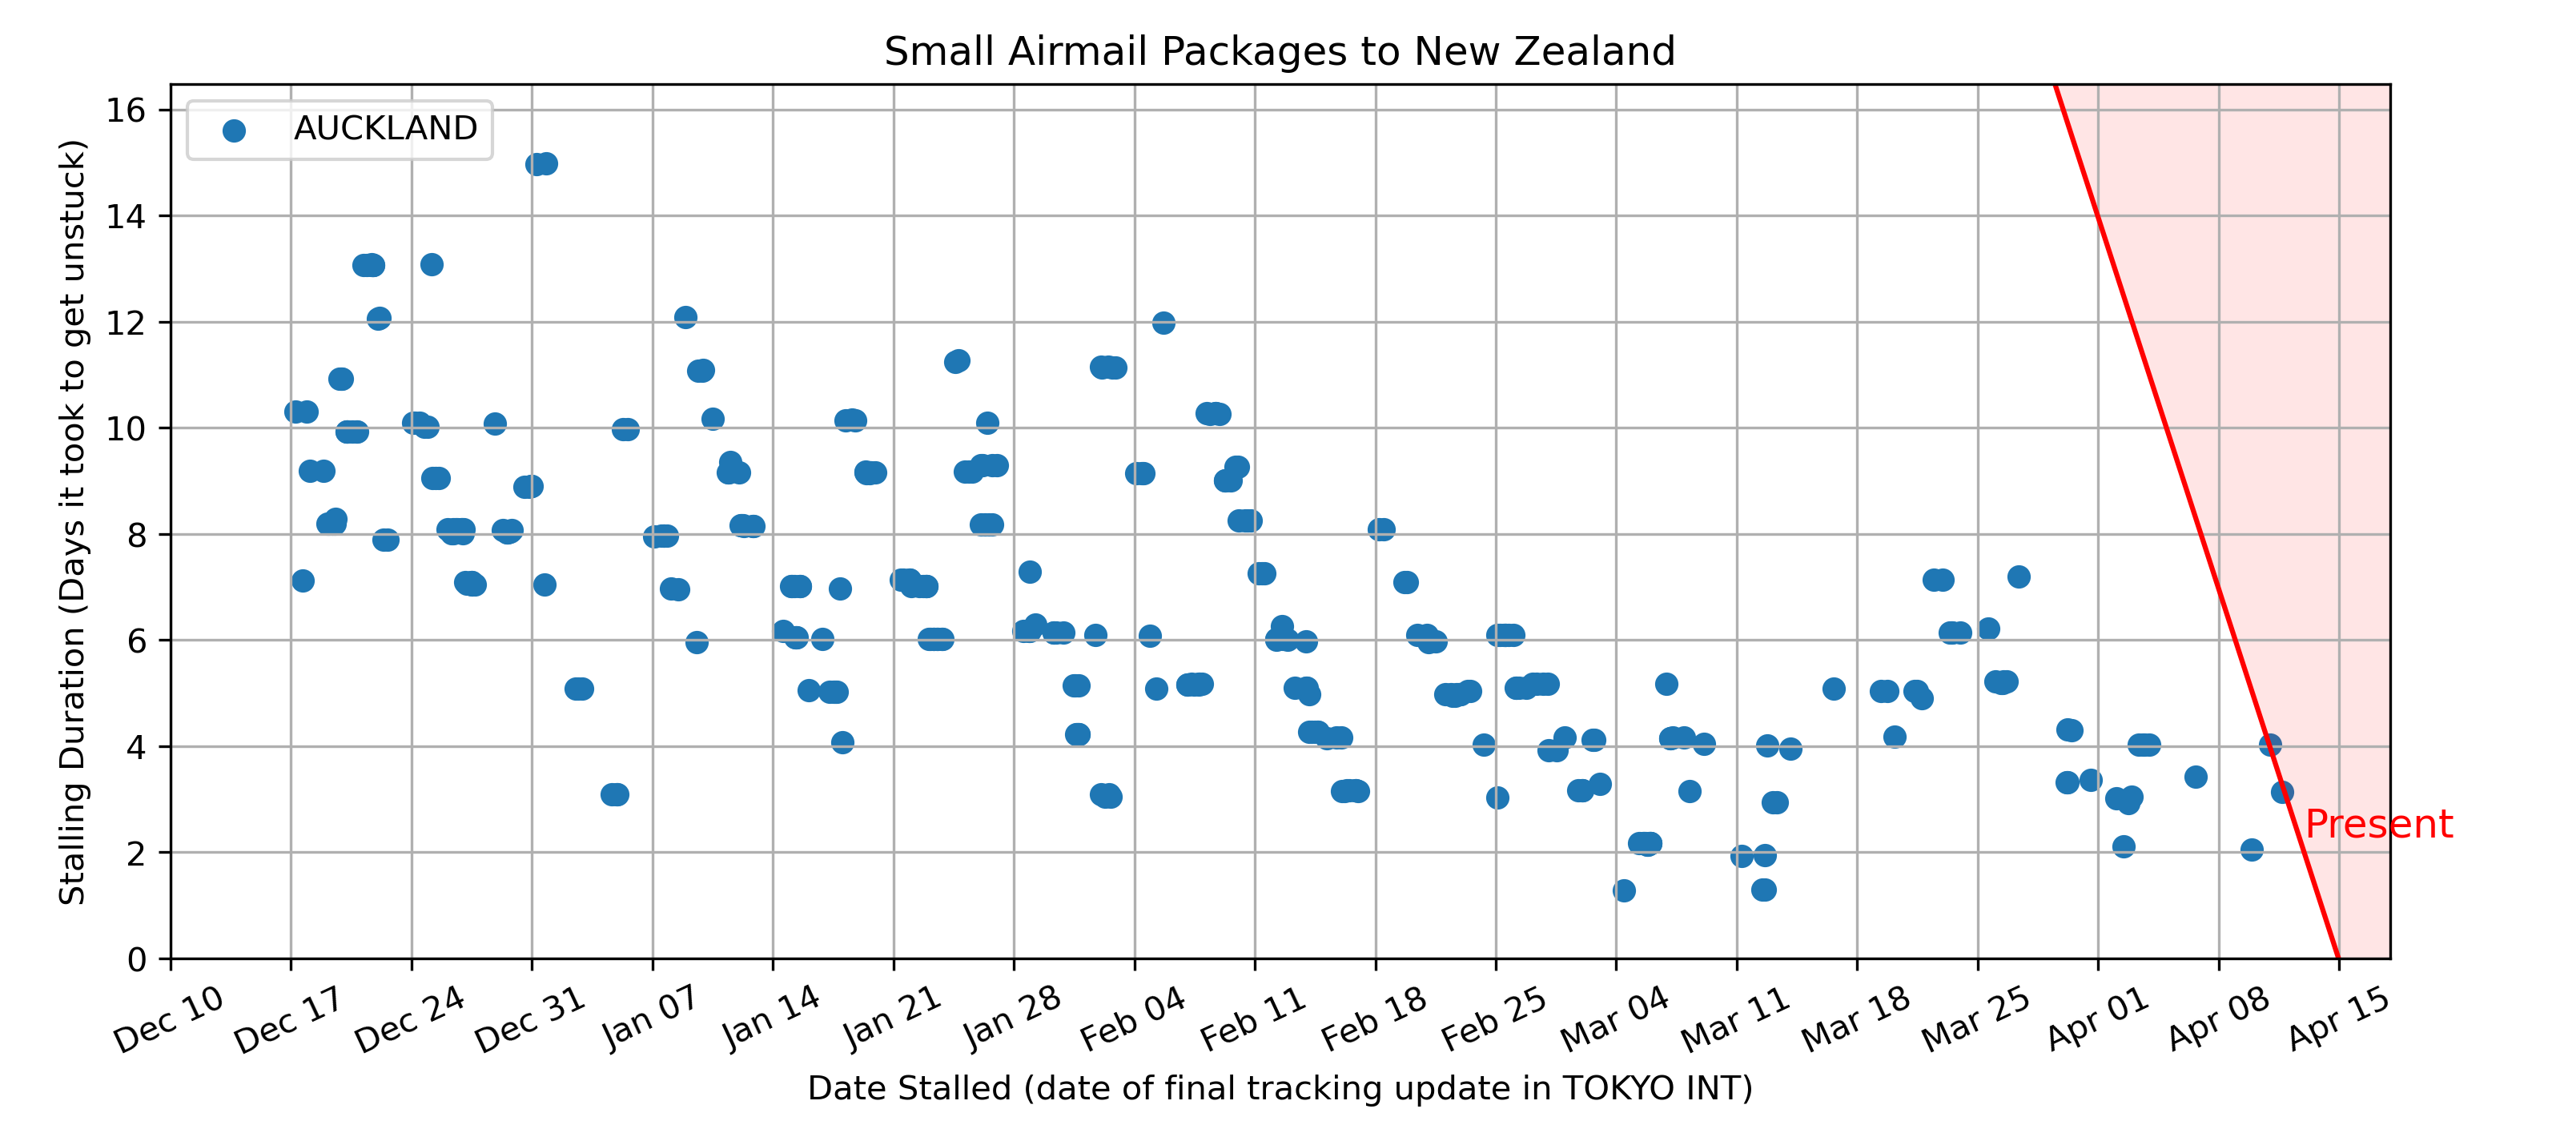 Small Airmail Packages to New Zealand
AUCKLAND
Stalling Duration (Days it took to get unstuck)
16
14
12
10
8
6
4
2
0
Present
Dec 10
Dec 17
Dec 24
Dec 31
Jan 07
Jan 14
Jan 21
Jan 28
Feb 04
Feb 11
Feb 18
Feb 25
Mar 04
Mar 11
Mar 18
Mar 25
Apr 01
Apr 08
Apr 15
Date Stalled (date of final tracking update in TOKYO INT)